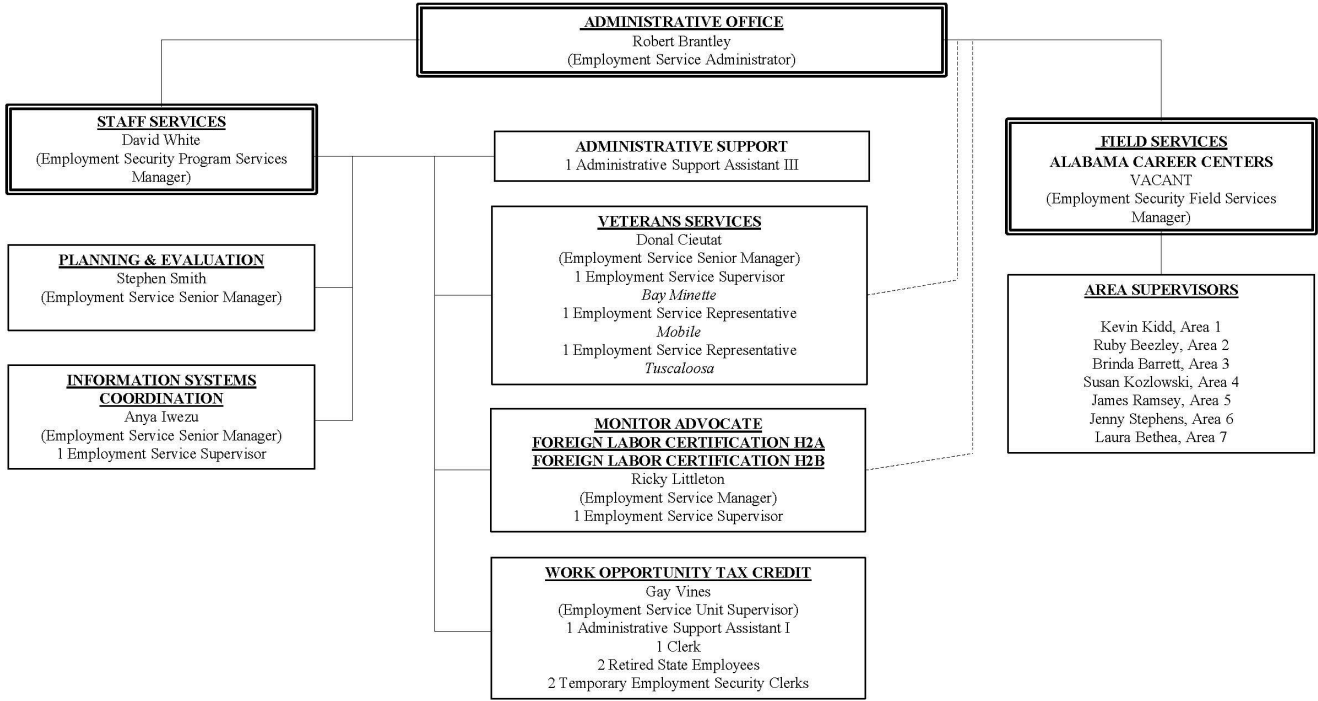 ADMINISTRATIVE OFFICE
Robert Brantley
(Employment Service Administrator)
STAFF SERVICES
David White
(Employment Security Program Services
Manager)
PLANNING & EVALUATION
Stephen Smith
(Employment Service Senior Manager)
INFORMATION SYSTEMS
COORDINATION
Anya Iwezu
(Employment Service Senior Manager)
1 Employment Service Supervisor
ADMINISTRATIVE SUPPORT
1 Administrative Support Assistant III
VETERANS SERVICES
Donal Cieutat
(Employment Service Senior Manager)
1 Employment Service Supervisor
Bay Minette
1 Employment Service Representative
Mobile
1 Employment Service Representative
Tuscaloosa
MONITOR ADVOCATE
FOREIGN LABOR CERTIFICATION H2A
FOREIGN LABOR CERTIFICATION H2B
Ricky Littleton
(Employment Service Manager)
1 Employment Service Supervisor
WORK OPPORTUNITY TAX CREDIT
Gay Vines
(Employment Service Unit Supervisor)
1 Administrative Support Assistant I
1 Clerk
2 Retired State Employees
2 Temporary Employment Security Clerks
FIELD SERVICES
ALABAMA CAREER CENTERS
VACANT
(Employment Security Field Services
Manager)
AREA SUPERVISORS
Kevin Kidd, Area 1
Ruby Beezley, Area 2
Brinda Barrett, Area 3
Susan Kozlowski, Area 4
James Ramsey, Area 5
Jenny Stephens, Area 6
Laura Bethea, Area 7